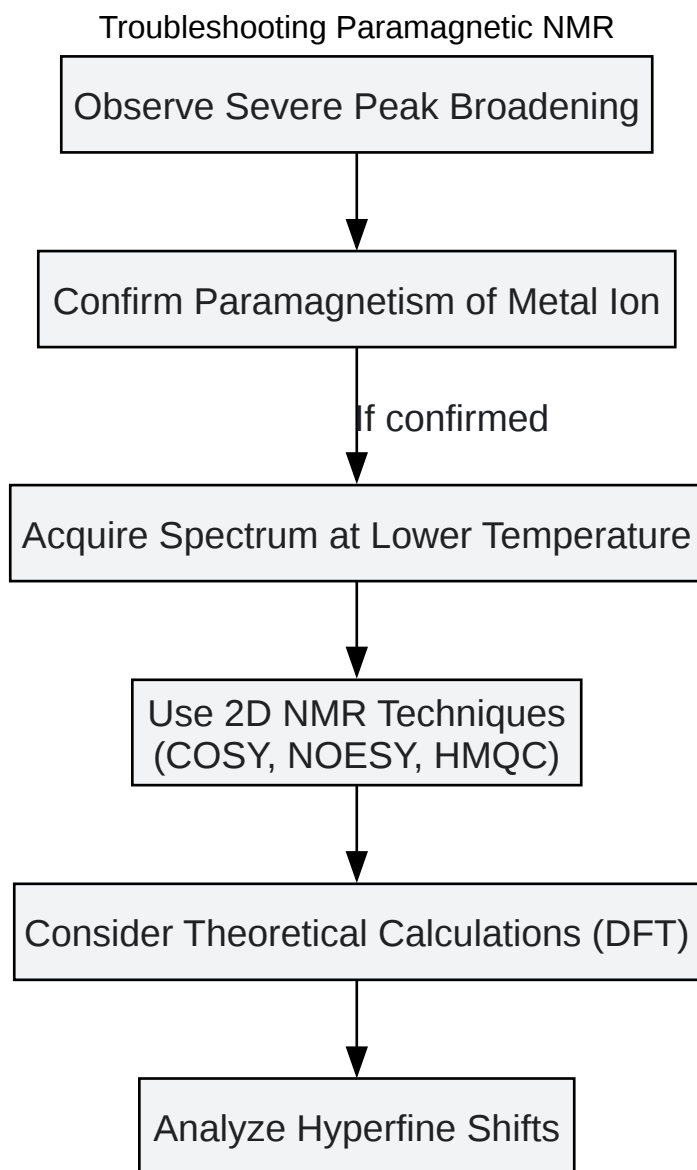 Troubleshooting Paramagnetic NMR
Observe Severe Peak Broadening
Confirm Paramagnetism of Metal Ion
If confirmed
Acquire Spectrum at Lower Temperature
Use 2D NMR Techniques
(COSY, NOESY, HMQC)
Consider Theoretical Calculations (DFT)
Analyze Hyperfine Shifts